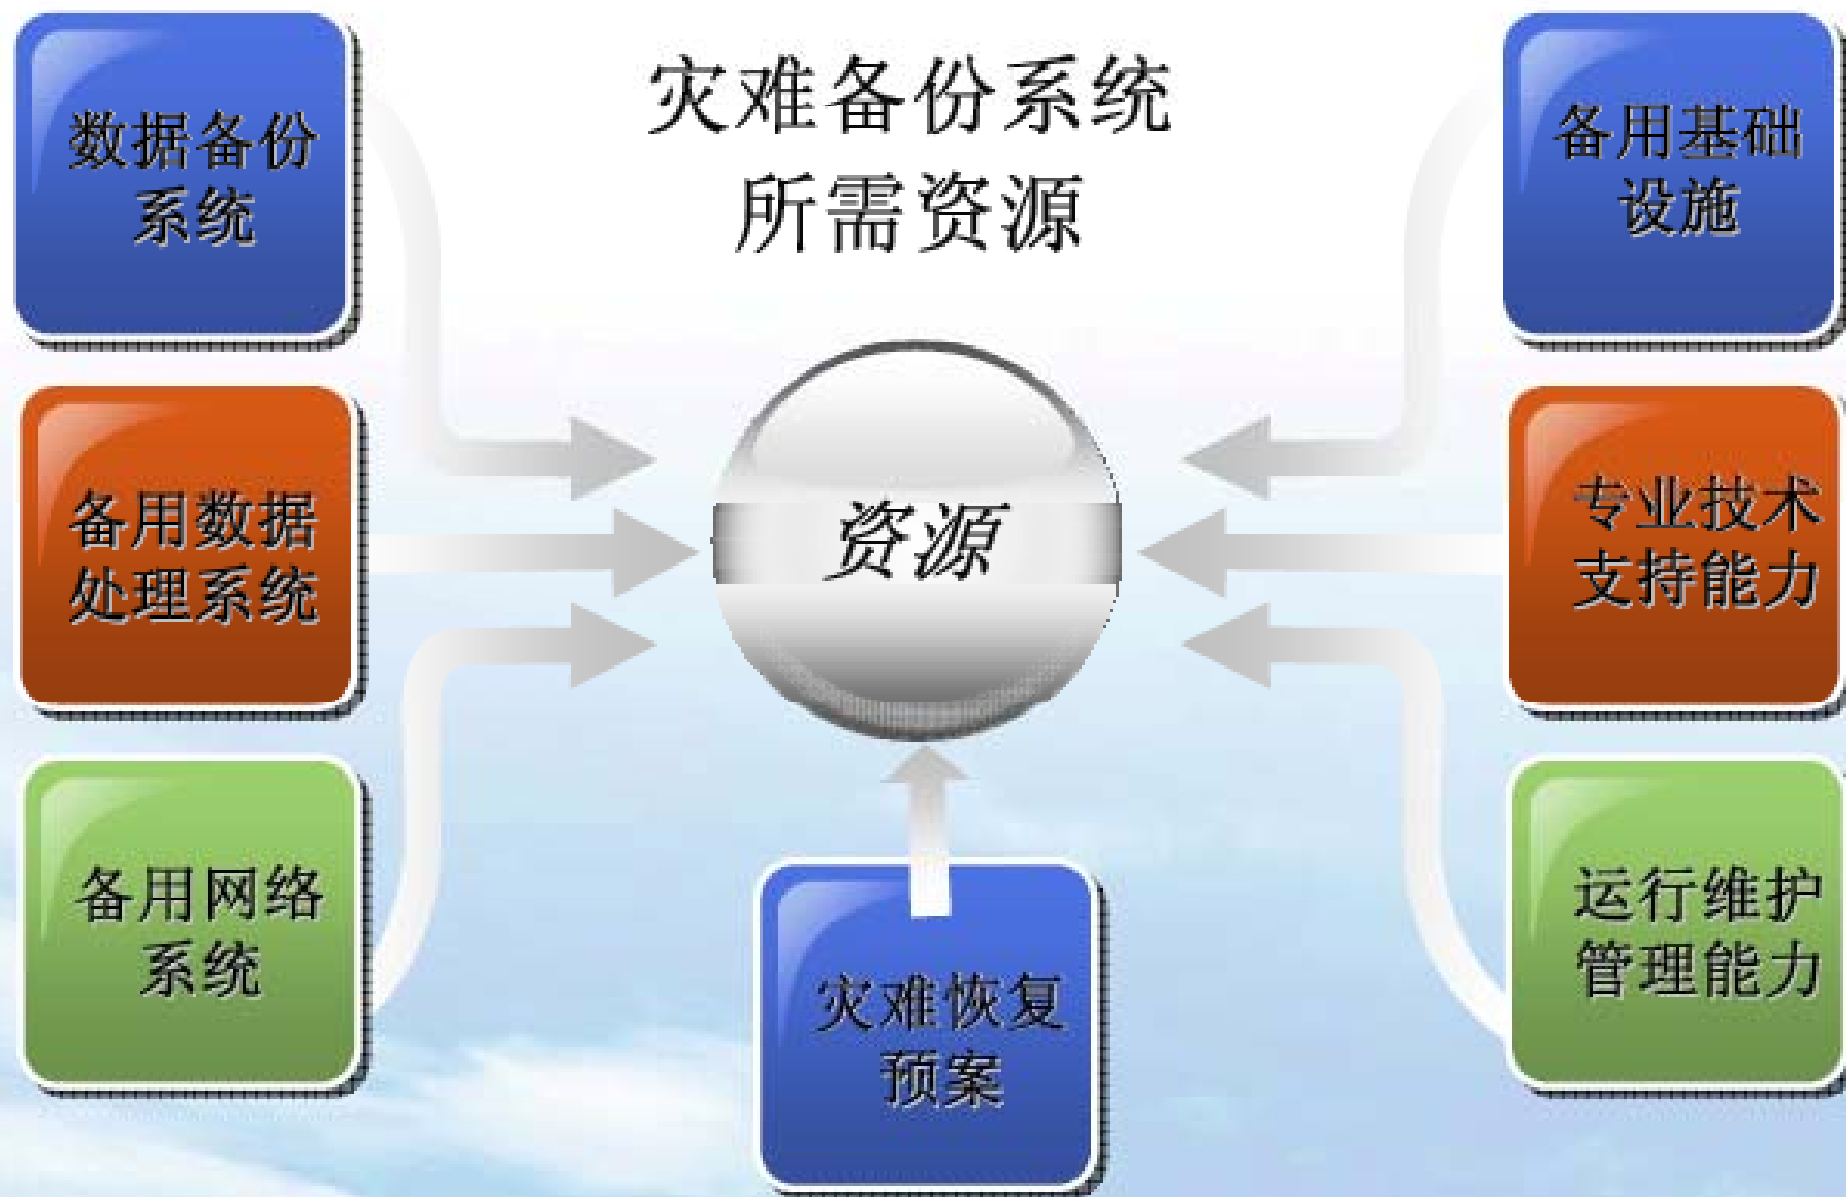 灾难备份系统
所需资源
数据备份
系统
备用数据
处理系统
备用网络
系统
资源
灾难恢复
预案
备用基础
设施
专业技术
支持能力
运行维护
管理能力